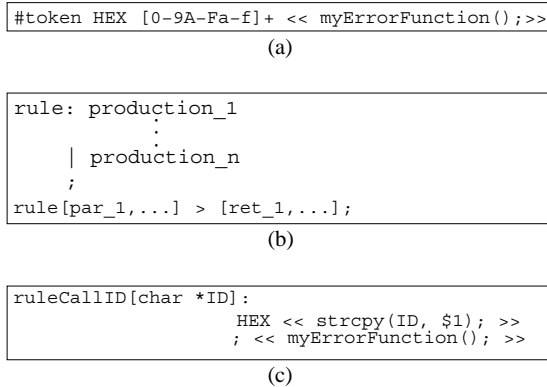 #token HEX [0-9A-Fa-f]+ << myErrorFunction();>>
(a)
rule: production_1
.
.
.
| production_n
;
rule[par_1,...] > [ret_1,...];
(b)
ruleCallID[char *ID]:
HEX << strcpy(ID, $1); >>
; << myErrorFunction(); >>
(c)